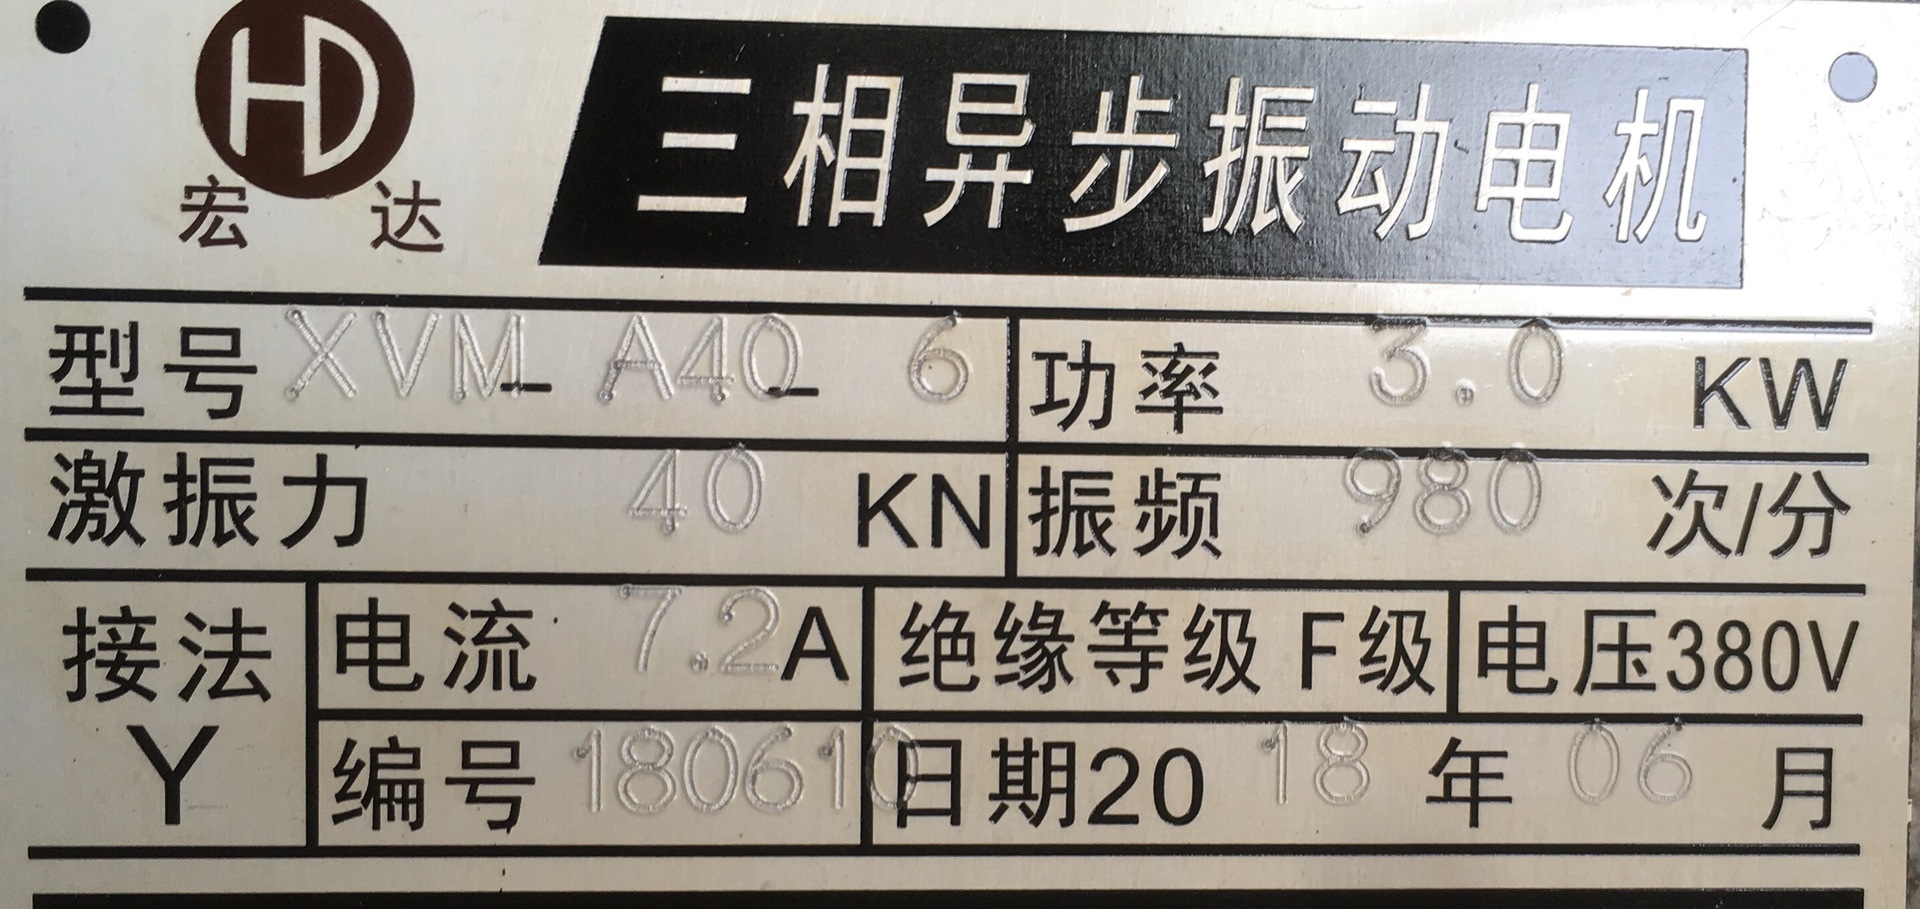 HD
宏达
三相异步振动电机
型号 XVM-A40-6 功率 3.0 KW
激振力 40 KN 振频 980 次/分
接法 Y
电流 7.2A 绝缘等级 F级 电压380V
编号 180610 日期2018年06月